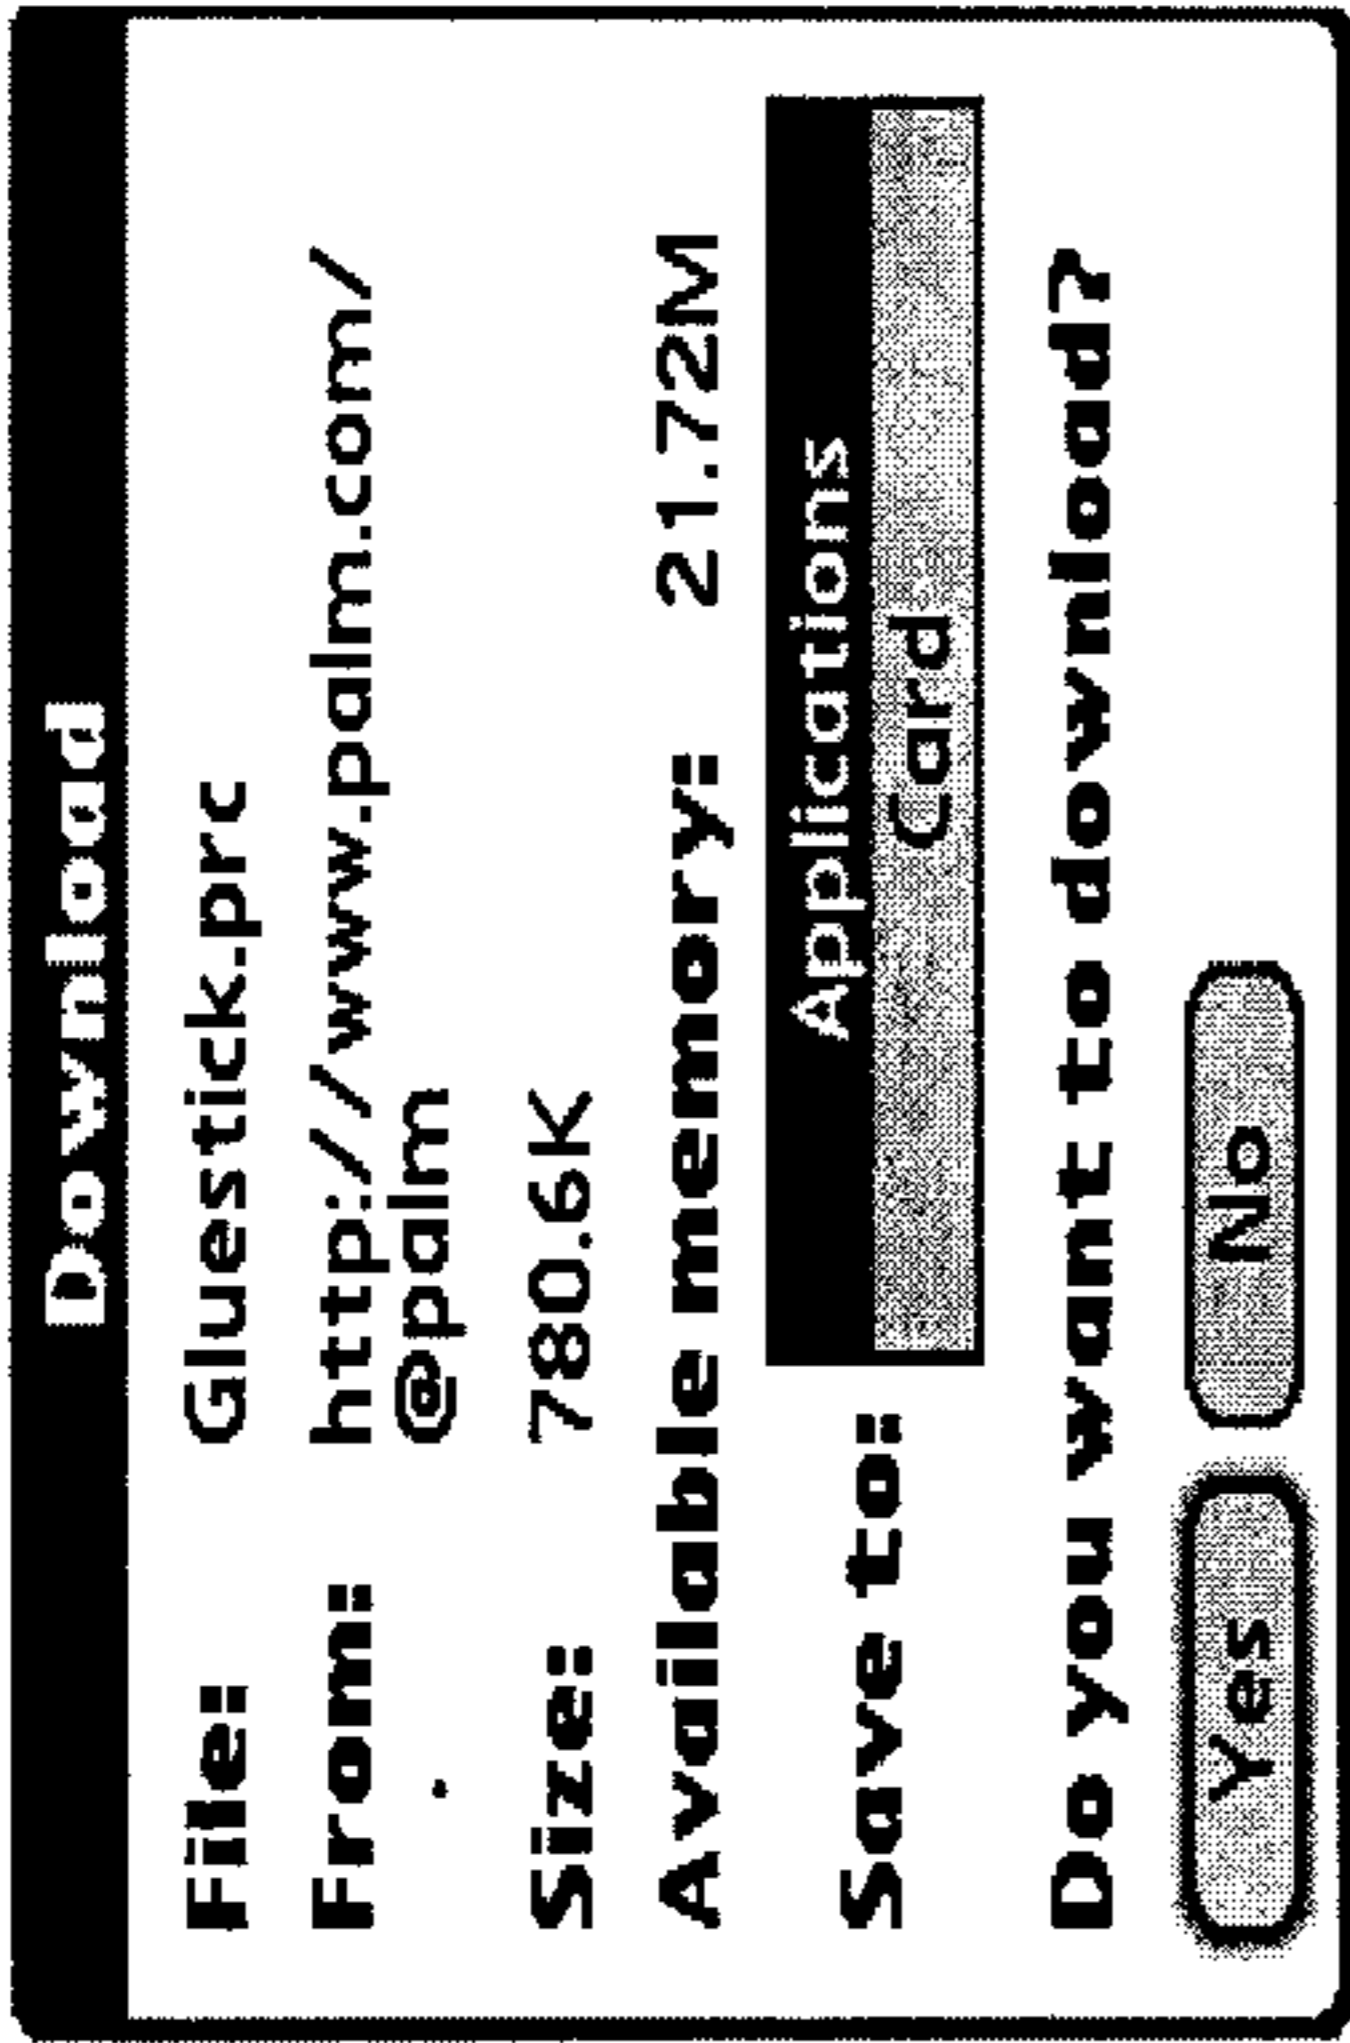 Download
File: Gluestick.prc
From: http://www.palm.com/
@palm
Size: 780.6K
Available memory: 21.72M
Save to: Applications
Card
Do you want to download?
Yes No